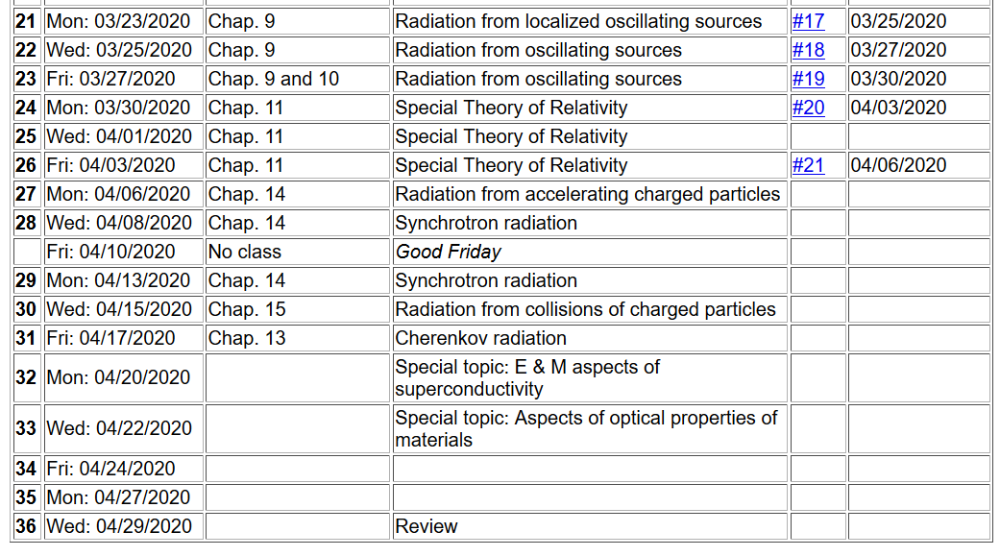 21 Mon: 03/23/2020 Chap. 9 Radiation from localized oscillating sources #17 03/25/2020
22 Wed: 03/25/2020 Chap. 9 Radiation from oscillating sources #18 03/27/2020
23 Fri: 03/27/2020 Chap. 9 and 10 Radiation from oscillating sources #19 03/30/2020
24 Mon: 03/30/2020 Chap. 11 Special Theory of Relativity #20 04/03/2020
25 Wed: 04/01/2020 Chap. 11 Special Theory of Relativity
26 Fri: 04/03/2020 Chap. 11 Special Theory of Relativity #21 04/06/2020
27 Mon: 04/06/2020 Chap. 14 Radiation from accelerating charged particles
28 Wed: 04/08/2020 Chap. 14 Synchrotron radiation
Fri: 04/10/2020 No class Good Friday
29 Mon: 04/13/2020 Chap. 14 Synchrotron radiation
30 Wed: 04/15/2020 Chap. 15 Radiation from collisions of charged particles
31 Fri: 04/17/2020 Chap. 13 Cherenkov radiation
32 Mon: 04/20/2020 Special topic: E & M aspects of
superconductivity
33 Wed: 04/22/2020 Special topic: Aspects of optical properties of
materials
34 Fri: 04/24/2020
35 Mon: 04/27/2020
36 Wed: 04/29/2020 Review